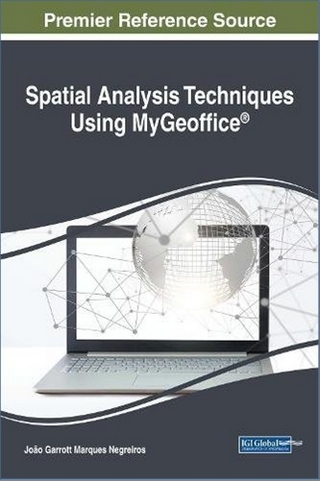 Premier Reference Source
Spatial Analysis Techniques
Using MyGeoffice®
João Garrott Marques Negreiros
IGI Global